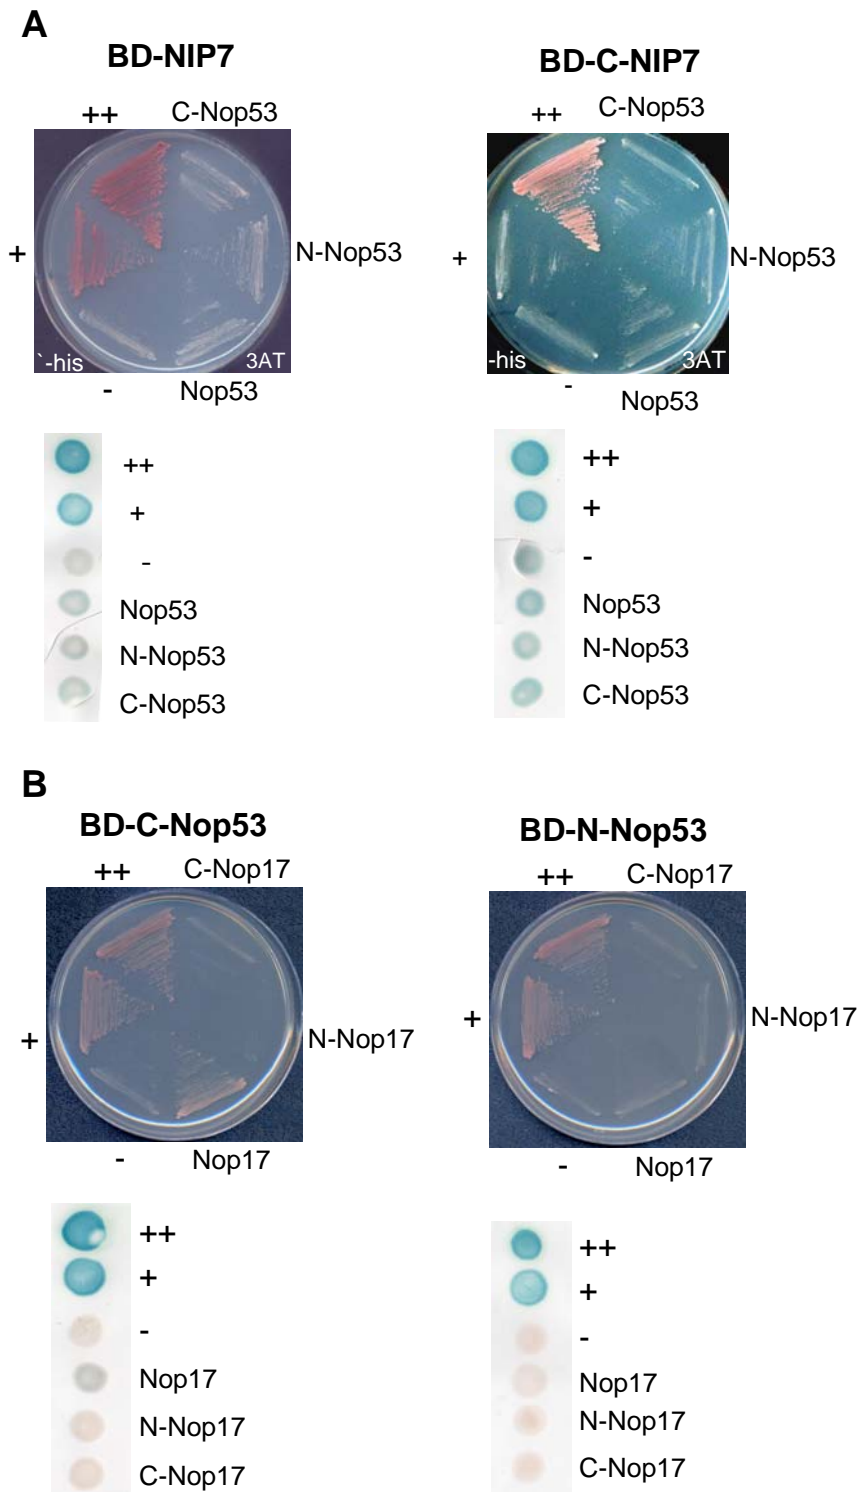 A
BD-NIP7
BD-C-NIP7
++ C-Nop53
++ C-Nop53
+
N-Nop53
+
N-Nop53
`-his
3AT
-his
3AT
- Nop53
- Nop53
++
+
-
Nop53
N-Nop53
C-Nop53
++
+
-
Nop53
N-Nop53
C-Nop53
B
BD-C-Nop53
BD-N-Nop53
++ C-Nop17
++ C-Nop17
+
N-Nop17
+
N-Nop17
- Nop17
- Nop17
++
+
-
Nop17
N-Nop17
C-Nop17
++
+
-
Nop17
N-Nop17
C-Nop17